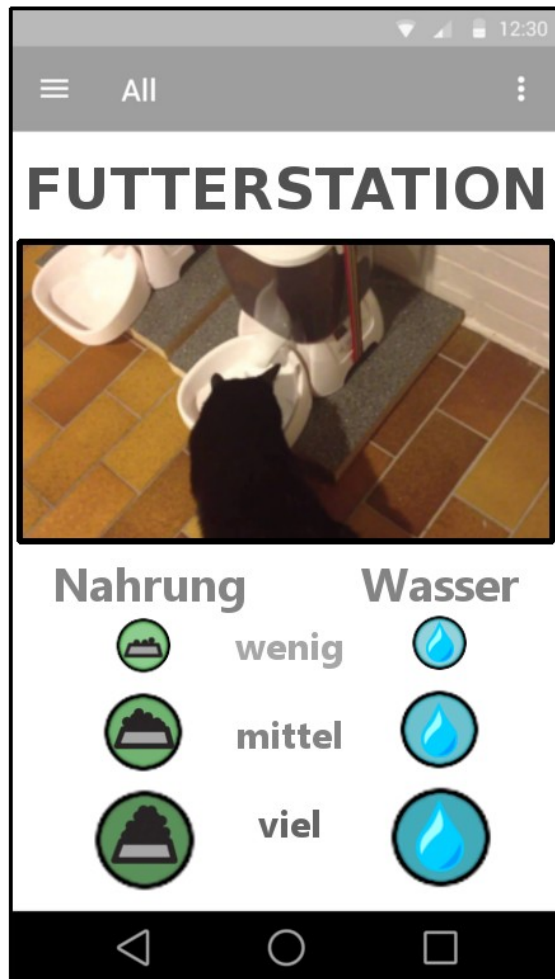 12:30
All
FUTTERSTATION
Nahrung Wasser
wenig
mittel
viel